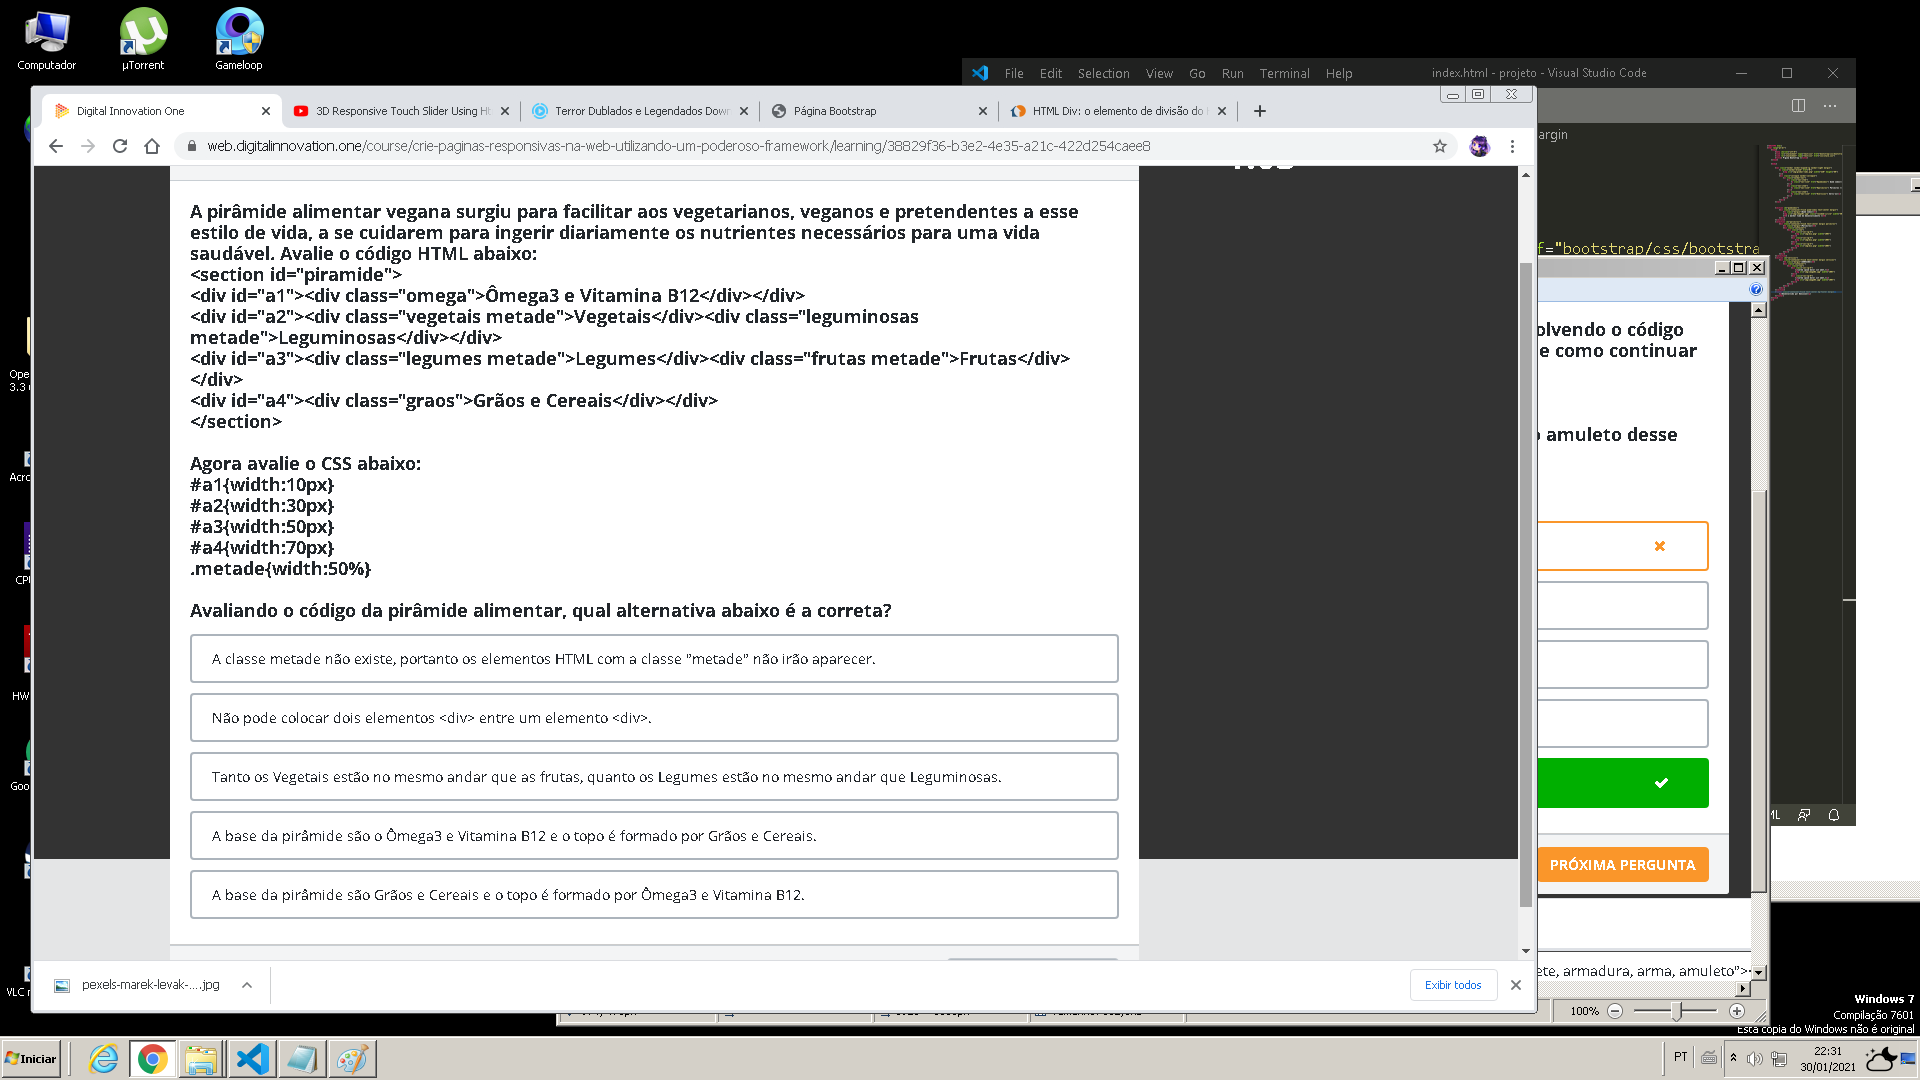 Computador
µTorrent
Gameloop
File Edit Selection View Go Run Terminal Help
index.html - projeto - Visual Studio Code
Digital Innovation One
3D Responsive Touch Slider Using H
Terror Dublados e Legendados Dow
Página Bootstrap
HTML Div: o elemento de divisão do
web.digitalinnovation.one/course/crie-paginas-responsivas-na-web-utilizando-um-poderoso-framework/learning/38829f36-b3e2-4e35-a21c-422d254caee8
argin
A pirâmide alimentar vegana surgiu para facilitar aos vegetarianos, veganos e pretendentes a esse
estilo de vida, a se cuidarem para ingerir diariamente os nutrientes necessários para uma vida
saudável. Avalie o código HTML abaixo:
<section id="piramide">
<div id="a1"><div class="omega">Ômega3 e Vitamina B12</div></div>
<div id="a2"><div class="vegetais metade">Vegetais</div><div class="leguminosas
metade">Leguminosas</div></div>
<div id="a3"><div class="legumes metade">Legumes</div><div class="frutas metade">Frutas</div>
</div>
<div id="a4"><div class="graos">Grãos e Cereais</div></div>
</section>
Agora avalie o CSS abaixo:
#a1{width:10px}
#a2{width:30px}
#a3{width:50px}
#a4{width:70px}
.metade{width:50%}
Avaliando o código da pirâmide alimentar, qual alternativa abaixo é a correta?
A classe metade não existe, portanto os elementos HTML com a classe "metade" não irão aparecer.
Não pode colocar dois elementos <div> entre um elemento <div>.
Tanto os Vegetais estão no mesmo andar que as frutas, quanto os Legumes estão no mesmo andar que Leguminosas.
A base da pirâmide são o Ômega3 e Vitamina B12 e o topo é formado por Grãos e Cereais.
A base da pirâmide são Grãos e Cereais e o topo é formado por Ômega3 e Vitamina B12.
f="bootstrap/css/bootstra
olvendo o código
e como continuar
o amuleto desse
PRÓXIMA PERGUNTA
ML
ete, armadura, arma, amuleto">
100%
Ope
3.3
Acro
CPI
HW
Goo
VLC
pexels-marek-levak-....jpg
Exibir todos
Windows 7
Compilação 7601
Esta cópia do Windows não é original
Iniciar
PT
22:31
30/01/2021